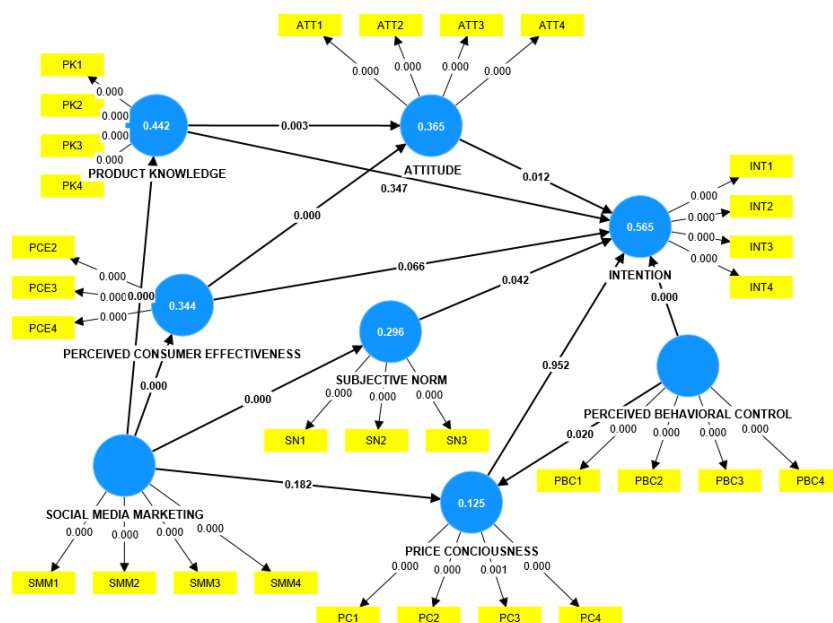 ATT1 ATT2 ATT3 ATT4
0.000 0.000 0.000 0.000
PK1
0.000
PK2
0.000
PK3
0.000
0.000
PK4
0.442
PRODUCT KNOWLEDGE
0.003
0.365
ATTITUDE
0.347
0.012
0.000
0.565
INTENTION
INT1
0.000
INT2
0.000
INT3
0.000
INT4
0.000
PCE2
0.000
PCE3
0.000
PCE4
0.000
0.000
0.344
PERCEIVED CONSUMER EFFECTIVENESS
0.066
0.042
0.000
0.296
SUBJECTIVE NORM
0.000 0.000 0.000
SN1 SN2 SN3
0.000
0.000
0.952
PERCEIVED BEHAVIORAL CONTROL
0.000 0.000 0.000 0.000
PBC1 PBC2 PBC3 PBC4
0.020
0.182
SOCIAL MEDIA MARKETING
0.000 0.000 0.000 0.000
SMM1 SMM2 SMM3 SMM4
0.125
PRICE CONCIOUSNESS
0.000 0.000 0.001 0.000
PC1 PC2 PC3 PC4